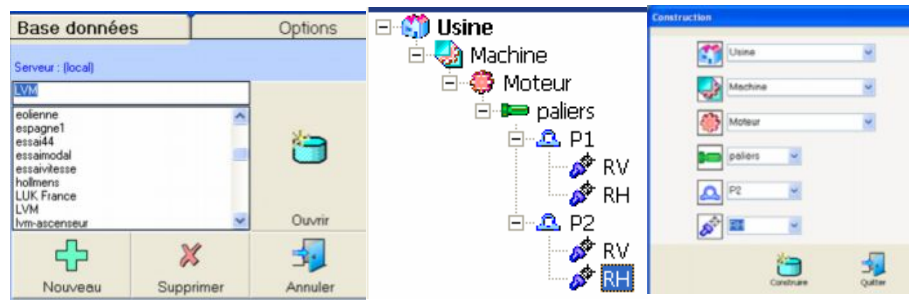 Base données
Options
Serveur : (local)
LVM
eolienne
espagne1
essai44
essaimodal
essaivitesse
hollmens
LUK France
LVM
lvm-ascenseur
Ouvrir
Nouveau
Supprimer
Annuler
Usine
Machine
Moteur
paliers
P1
RV
RH
P2
RV
RH
Construction
Usine
Machine
Moteur
paliers
P2
RH
Construire
Quitter